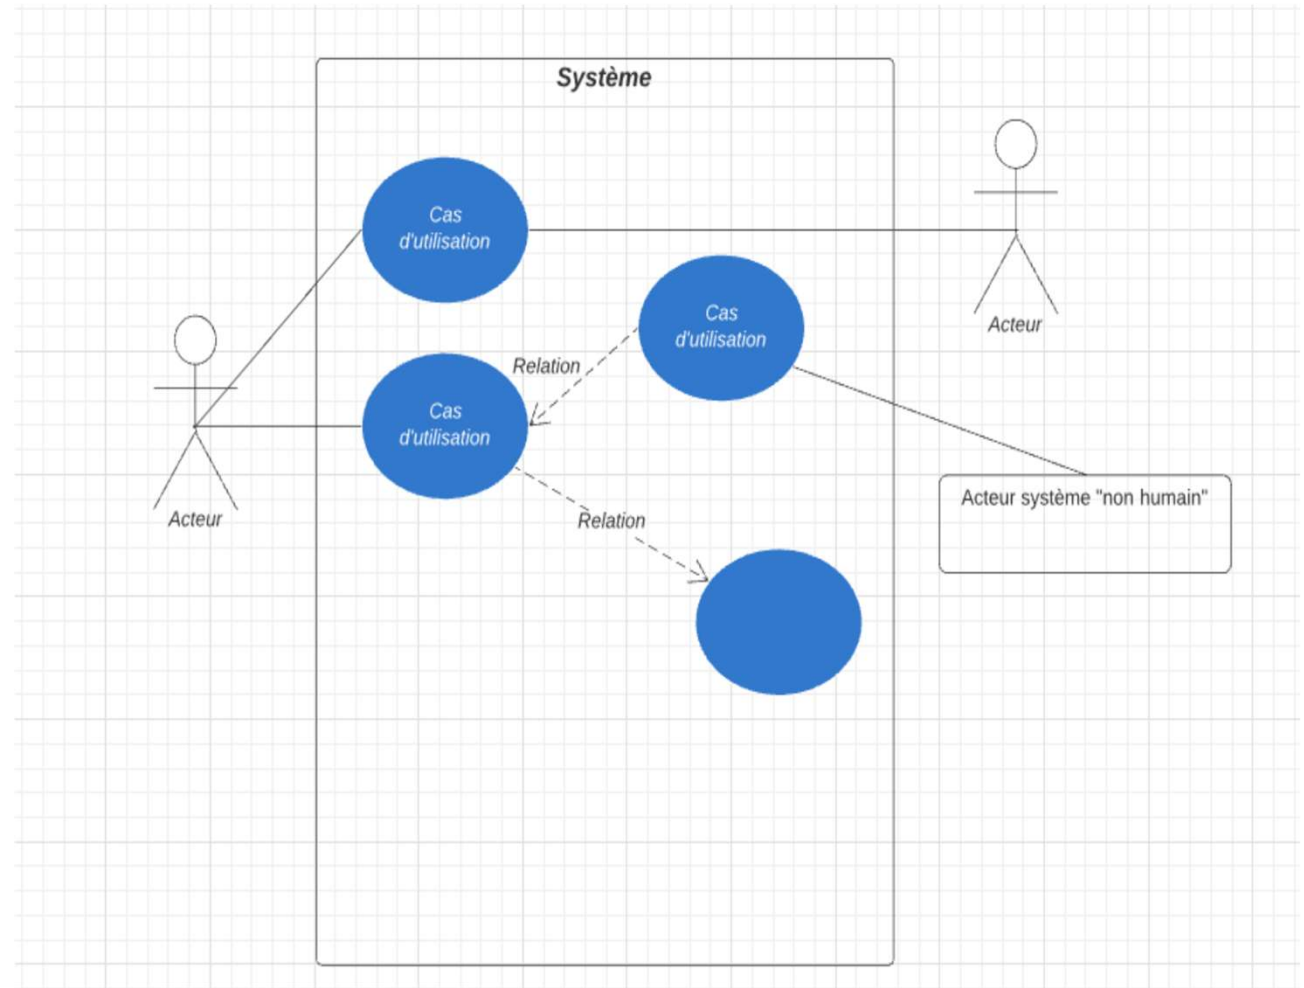 Système
Cas
d'utilisation
Cas
d'utilisation
Acteur
Relation
Cas
d'utilisation
Acteur
Acteur système "non humain"
Relation